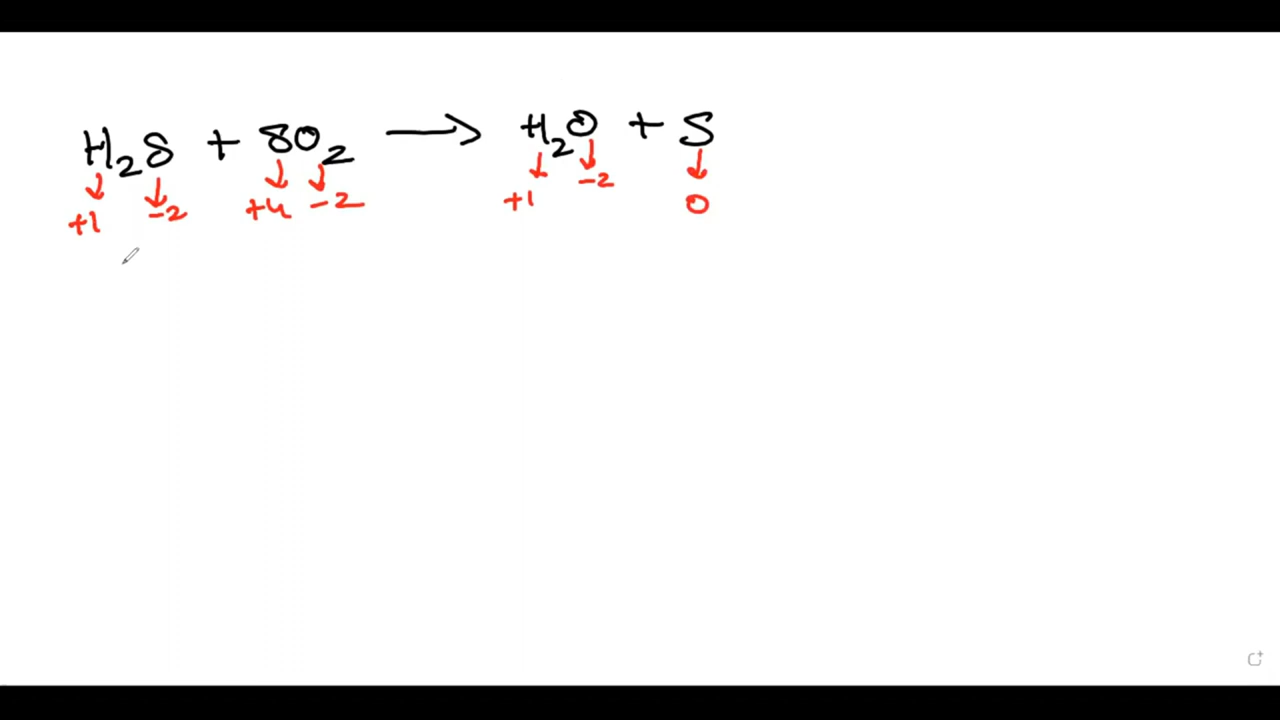 H₂S + SO₂ → H₂O + S
+1 -2 +4 -2 +1 -2 0